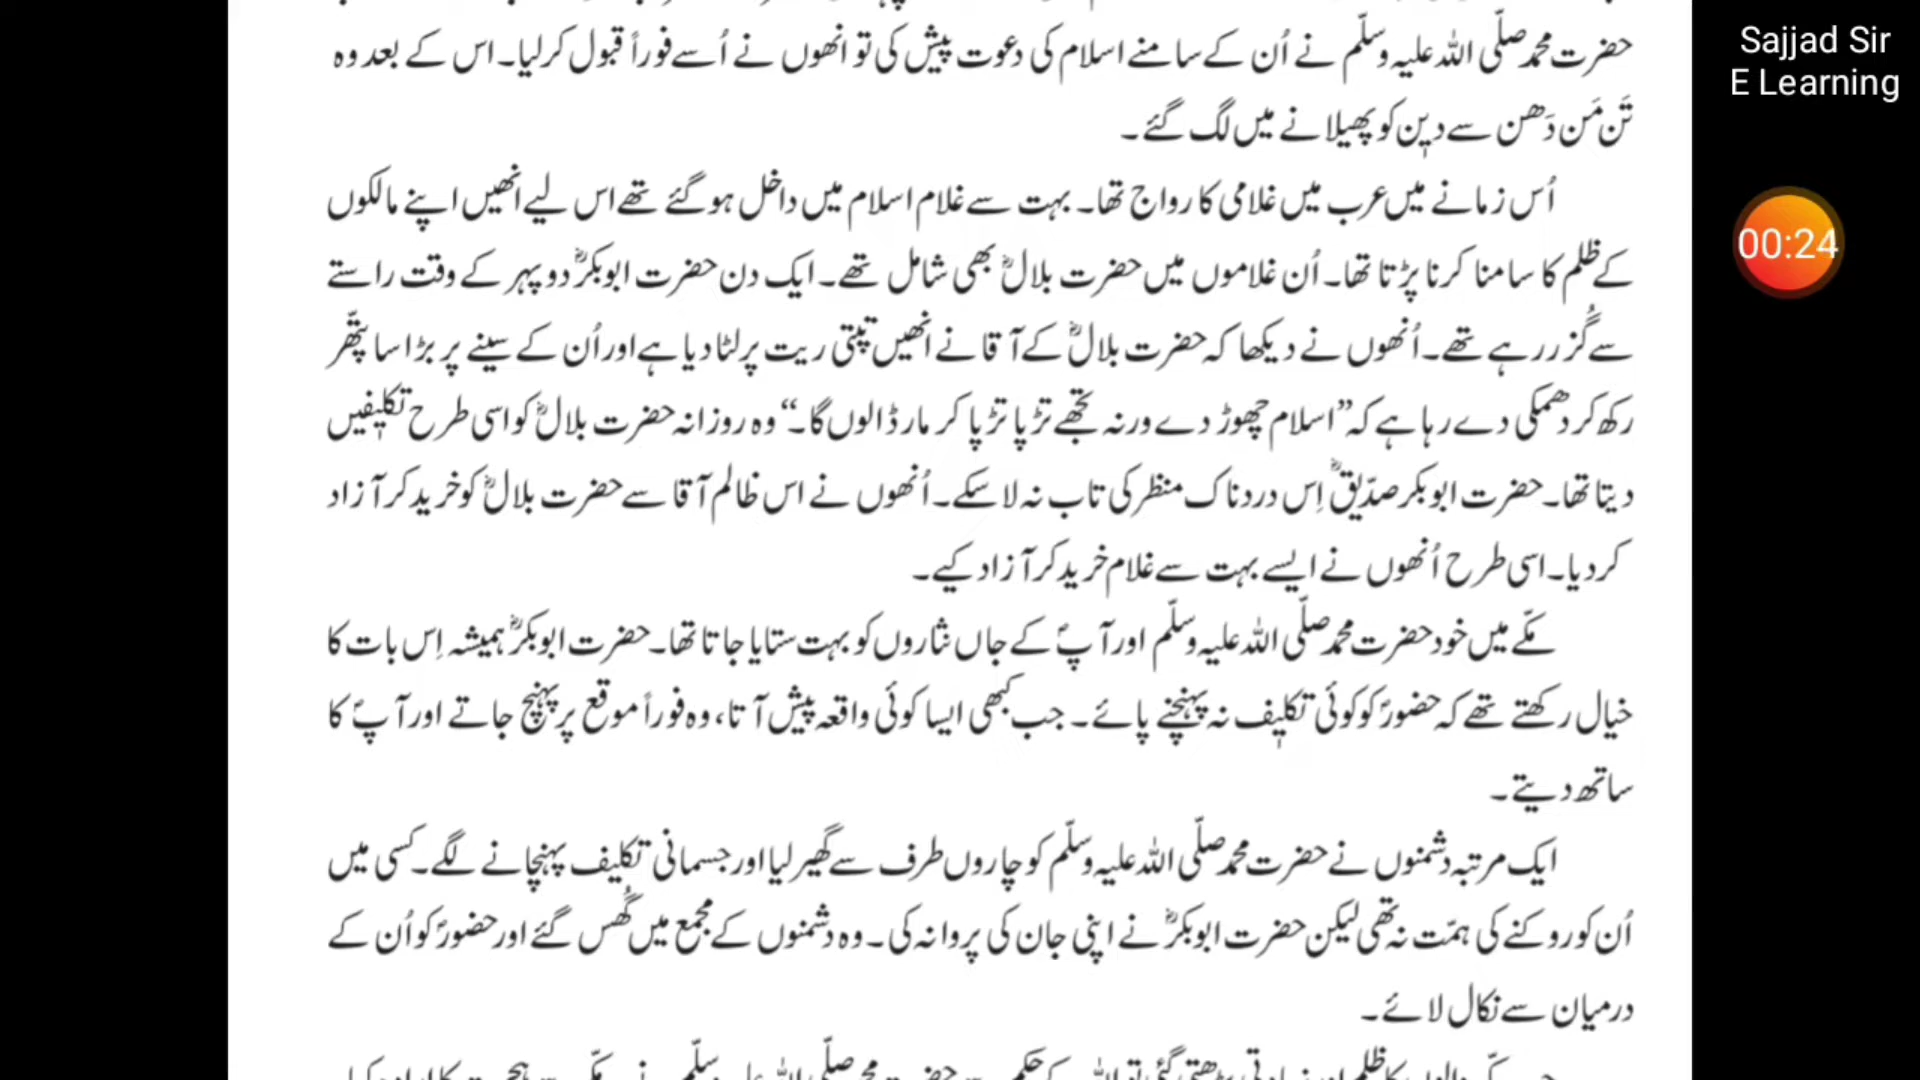 حضرت محمد صلّی اللہ علیہ وسلّم نے اُن کے سامنے اسلام کی دعوت پیش کی تو انھوں نے اُسے فوراً قبول کرلیا۔ اس کے بعد وہ
تَن مَن دَھن سے دین کو پھیلانے میں لگ گئے۔
اُس زمانے میں عرب میں غلامی کا رواج تھا۔ بہت سے غلام اسلام میں داخل ہوگئے تھے اس لیے انھیں اپنے مالکوں
کے ظلم کا سامنا کرنا پڑتا تھا۔ اُن غلاموں میں حضرت بلالؓ بھی شامل تھے۔ ایک دن حضرت ابوبکرؓ دوپہر کے وقت راستے
سے گُزر رہے تھے۔ اُنھوں نے دیکھا کہ حضرت بلالؓ کے آقا نے انھیں تپتی ریت پر لٹا دیا ہے اور اُن کے سینے پر بڑا سا پتھّر
رکھ کر دھمکی دے رہا ہے کہ ”اسلام چھوڑ دے ورنہ تجھے تڑپا تڑپا کر مار ڈالوں گا۔“ وہ روزانہ حضرت بلالؓ کو اسی طرح تکلیفیں
دیتا تھا۔ حضرت ابوبکر صدّیقؓ اِس دردناک منظر کی تاب نہ لا سکے۔ اُنھوں نے اس ظالم آقا سے حضرت بلالؓ کو خرید کر آزاد
کردیا۔ اسی طرح اُنھوں نے ایسے بہت سے غلام خرید کر آزاد کیے۔
مکّے میں خود حضرت محمد صلّی اللہ علیہ وسلّم اور آپؐ کے جاں نثاروں کو بہت ستایا جاتا تھا۔ حضرت ابوبکرؓ ہمیشہ اِس بات کا
خیال رکھتے تھے کہ حضورؐ کو کوئی تکلیف نہ پہنچنے پائے۔ جب کبھی ایسا کوئی واقعہ پیش آتا، وہ فوراً موقع پر پہنچ جاتے اور آپؐ کا
ساتھ دیتے۔
ایک مرتبہ دشمنوں نے حضرت محمد صلّی اللہ علیہ وسلّم کو چاروں طرف سے گھیر لیا اور جسمانی تکلیف پہنچانے لگے۔ کسی میں
اُن کو روکنے کی ہمّت نہ تھی لیکن حضرت ابوبکرؓ نے اپنی جان کی پروا نہ کی۔ وہ دشمنوں کے مجمع میں گُھس گئے اور حضورؐ کو اُن کے
درمیان سے نکال لائے۔
Sajjad Sir
E Learning
00:24